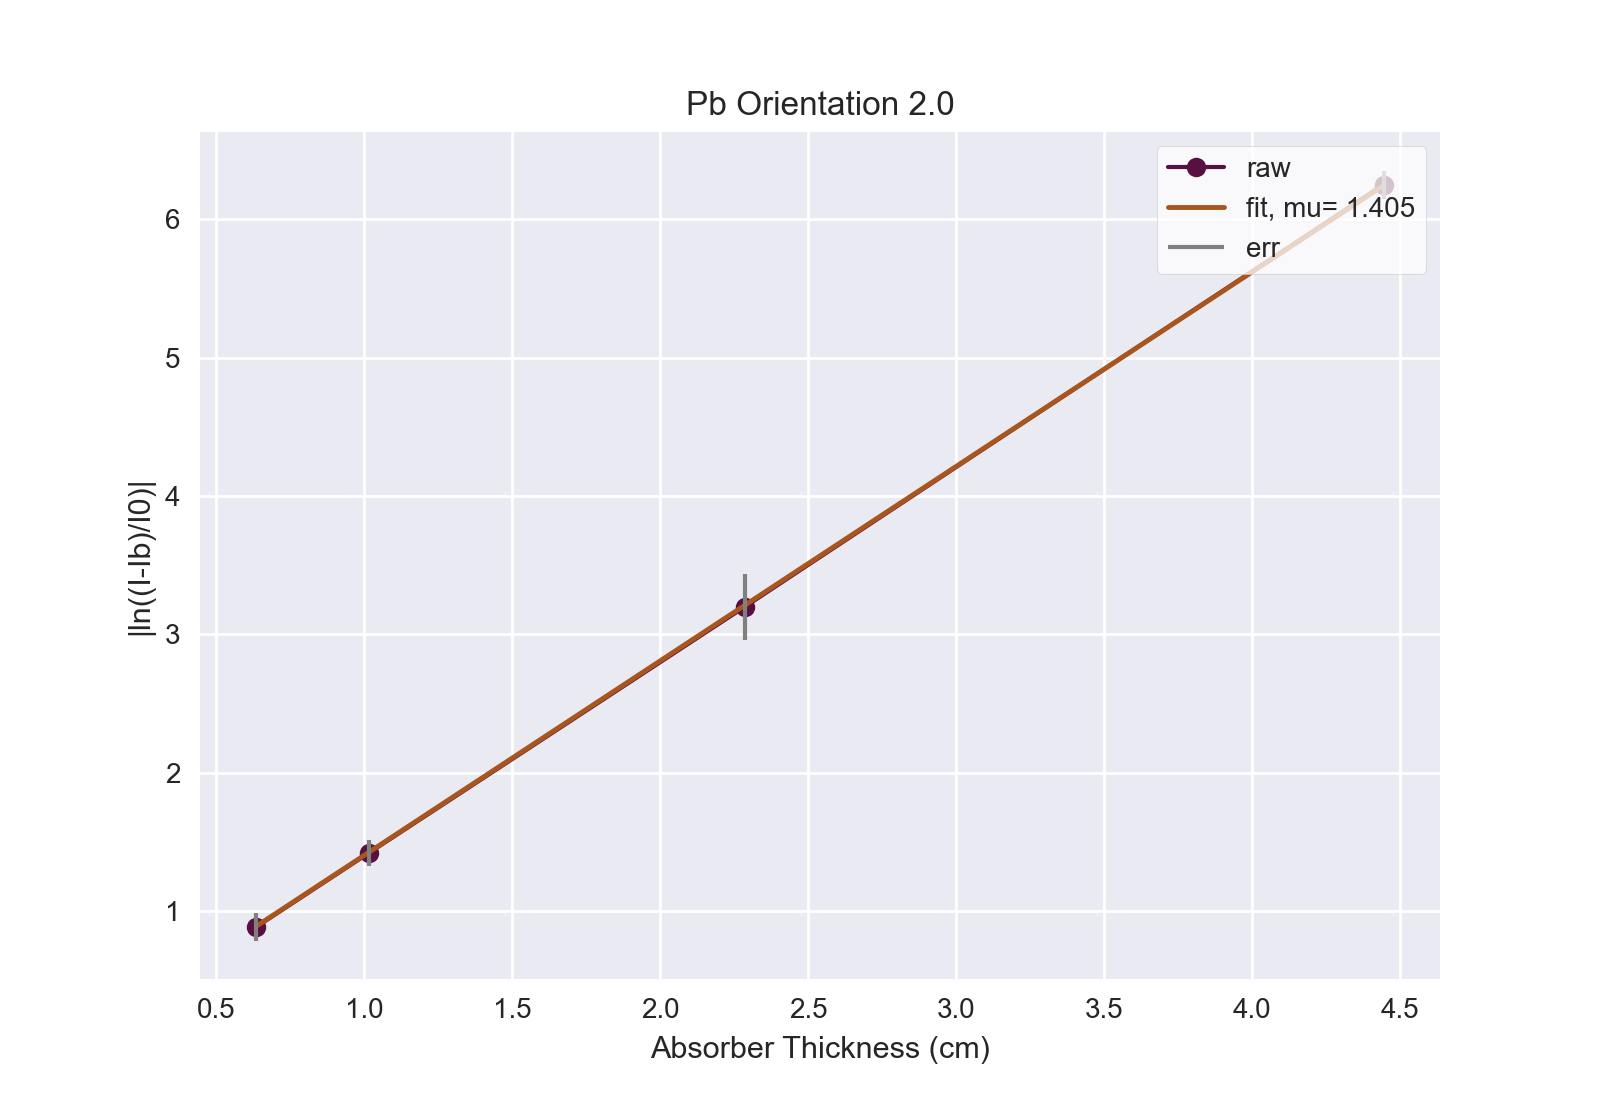 Pb Orientation 2.0
raw
fit, mu= 1.405
err
6
5
4
3
2
1
|ln((I-Ib)/I0)|
0.5 1.0 1.5 2.0 2.5 3.0 3.5 4.0 4.5
Absorber Thickness (cm)